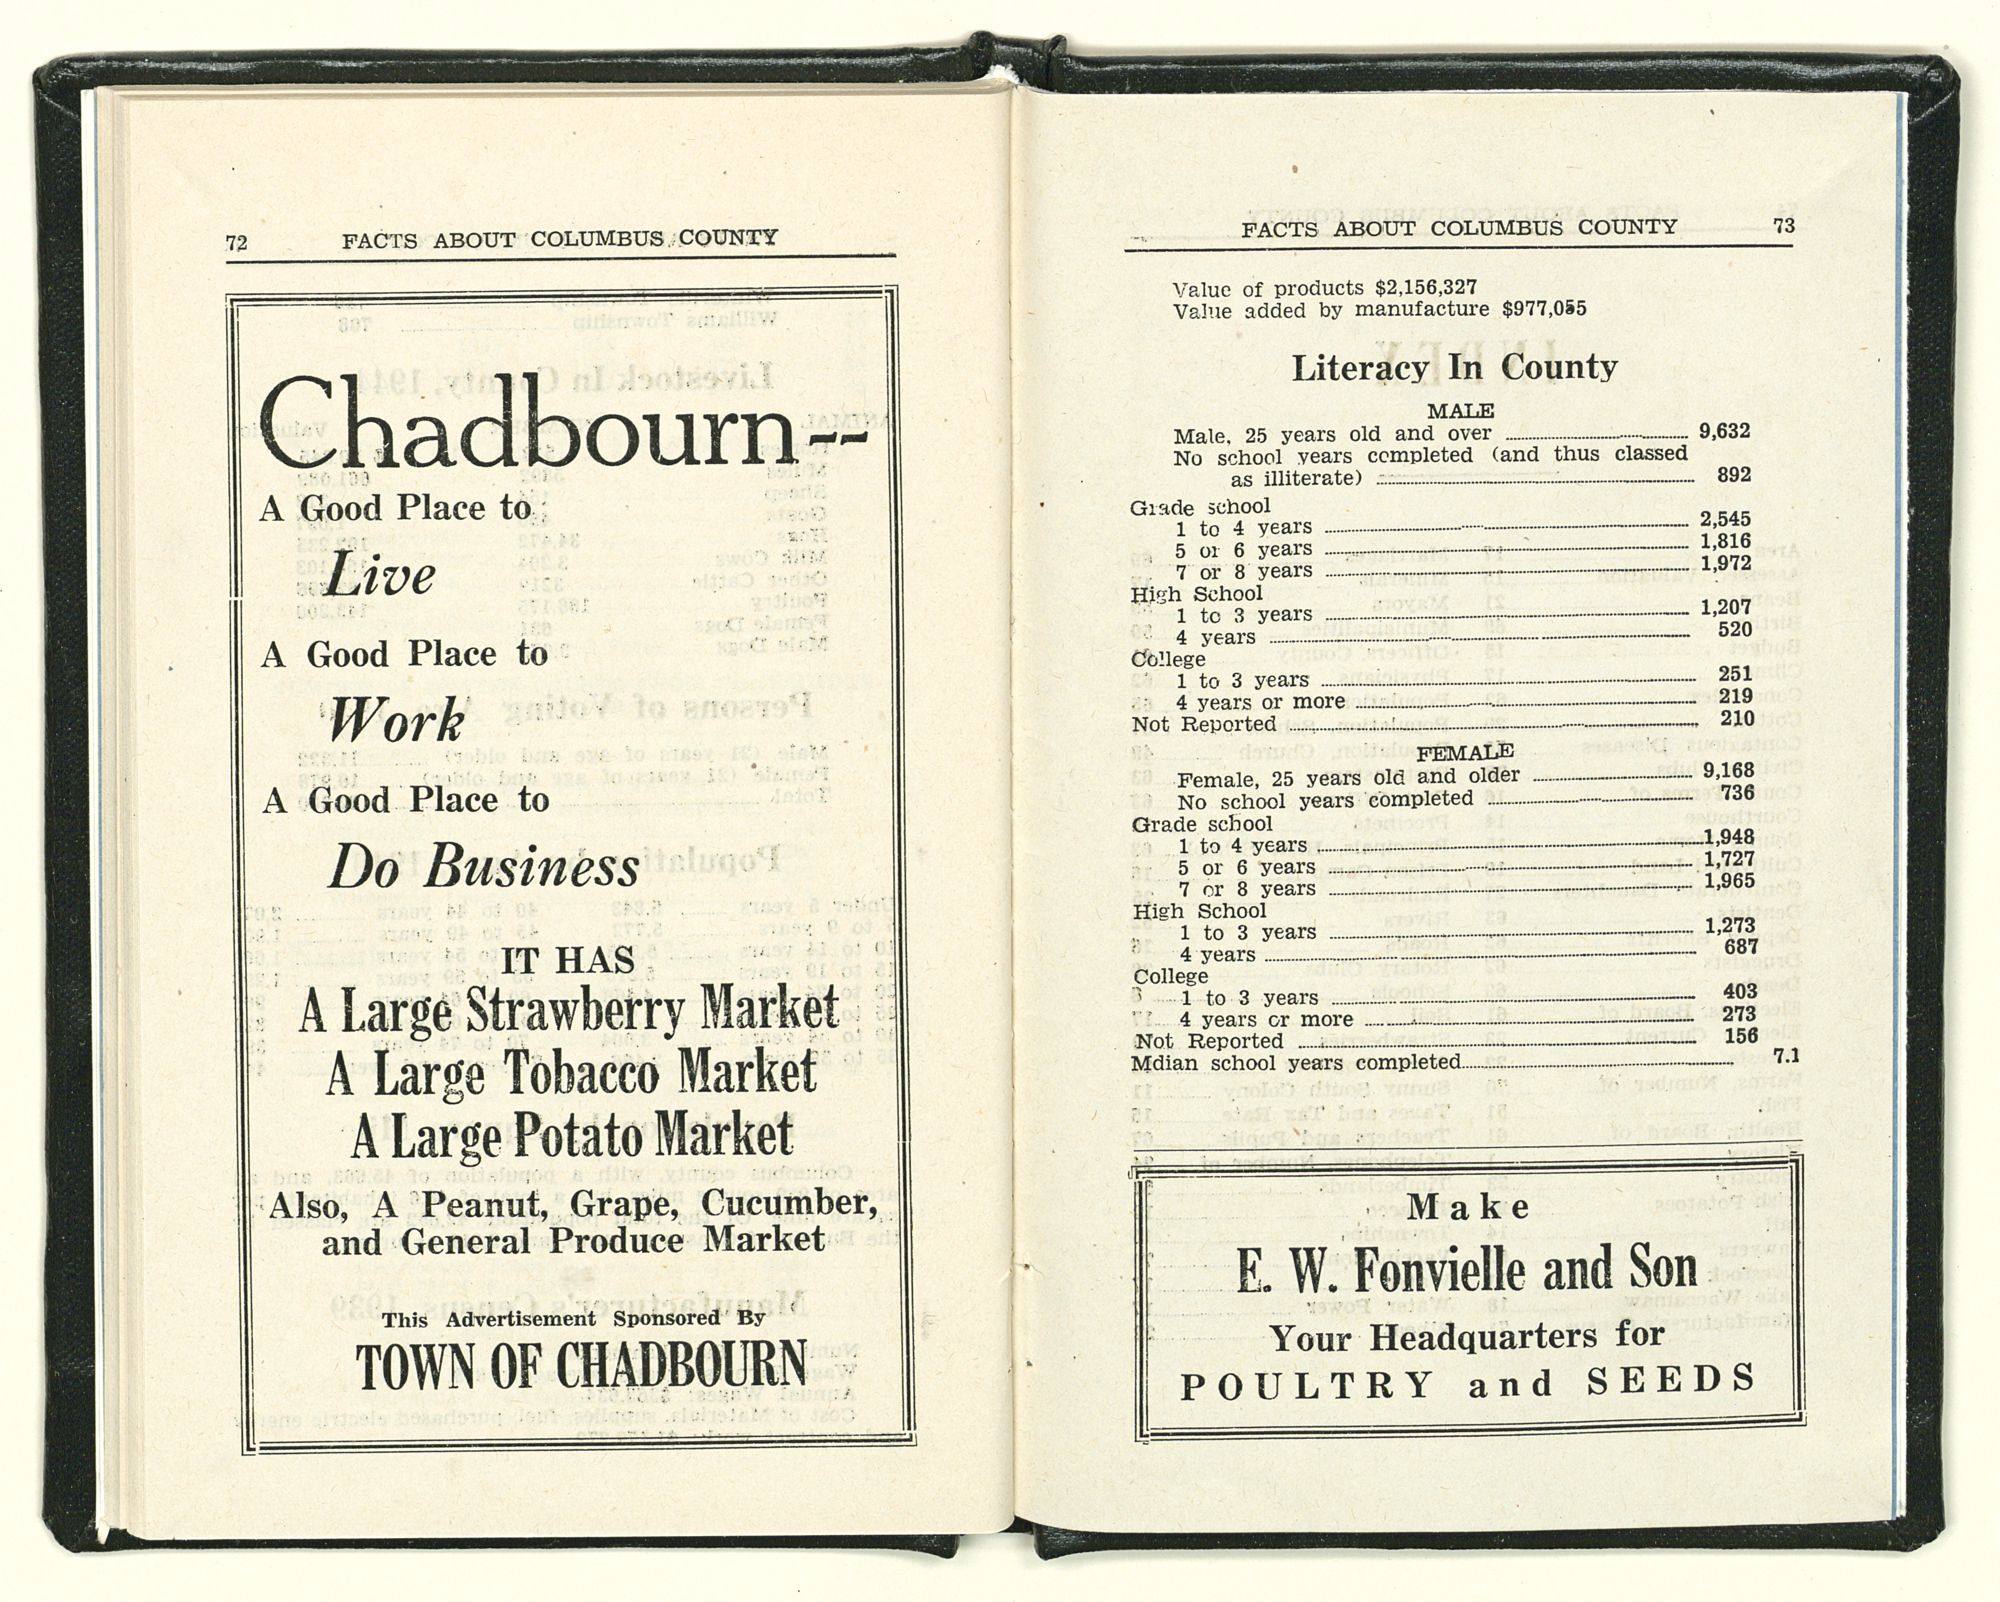 72 FACTS ABOUT COLUMBUS COUNTY
Chadbourn--
A Good Place to
Live
A Good Place to
Work
A Good Place to
Do Business
IT HAS
A Large Strawberry Market
A Large Tobacco Market
A Large Potato Market
Also, A Peanut, Grape, Cucumber,
and General Produce Market
This Advertisement Sponsored By
TOWN OF CHADBOURN
FACTS ABOUT COLUMBUS COUNTY 73
Value of products $2,156,327
Value added by manufacture $977,055
Literacy In County
MALE
Male, 25 years old and over 9,632
No school years completed (and thus classed
as illiterate) 892
Grade school
1 to 4 years 2,545
5 or 6 years 1,816
7 or 8 years 1,972
High School
1 to 3 years 1,207
4 years 520
College
1 to 3 years 251
4 years or more 219
Not Reported 210
FEMALE
Female, 25 years old and older 9,168
No school years completed 736
Grade school
1 to 4 years 1,948
5 or 6 years 1,727
7 or 8 years 1,965
High School
1 to 3 years 1,273
4 years 687
College
1 to 3 years 403
4 years or more 273
Not Reported 156
Mdian school years completed 7.1
Make
E. W. Fonvielle and Son
Your Headquarters for
POULTRY and SEEDS